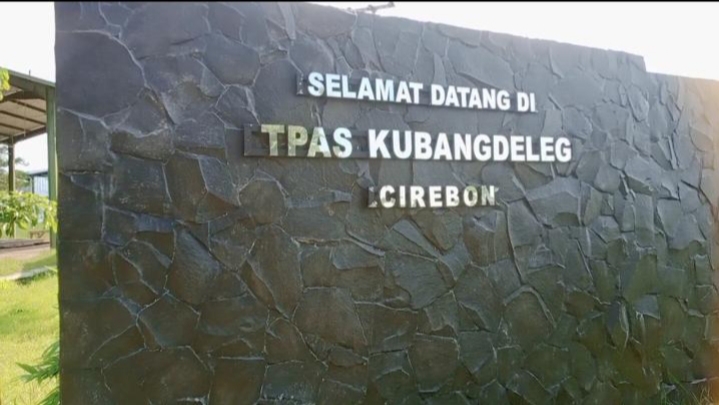 SELAMAT DATANG DI
TPAS KUBANGDELEG
CIREBON